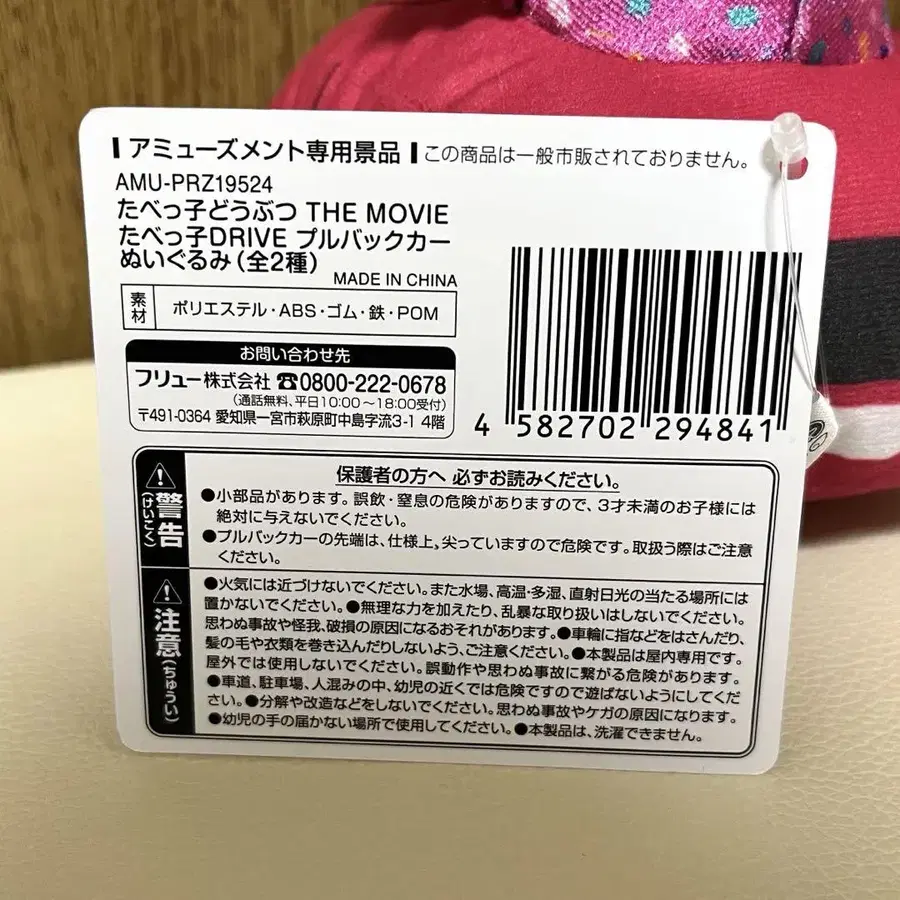 アミューズメント専用景品 この商品は一般市販されておりません。
AMU-PRZ19524
たべっ子どうぶつ THE MOVIE
たべっ子DRIVE プルバックカー
ぬいぐるみ(全2種)
MADE IN CHINA
素材 ポリエステル・ABS・ゴム・鉄・POM
お問い合わせ先
フリュー株式会社 ☎0800-222-0678
(通話無料、平日10:00~18:00受付)
〒491-0364 愛知県一宮市萩原町中島字流3-1 4階
4 582702 294841
警告(けいこく)
保護者の方へ 必ずお読みください。
●小部品があります。誤飲・窒息の危険がありますので、3才未満のお子様には
絶対に与えないでください。
●プルバックカーの先端は、仕様上、尖っていますので危険です。取扱う際はご注意
ください。
注意(ちゅうい)
●火気には近づけないでください。また水場、高温・多湿、直射日光の当たる場所には
置かないでください。●無理な力を加えたり、乱暴な取り扱いはしないでください。
思わぬ事故や怪我、破損の原因になるおそれがあります。●車輪に指などをはさんだり、
髪の毛や衣類を巻き込んだりしないよう、ご注意ください。●本製品は屋内専用です。
屋外では使用しないでください。誤動作や思わぬ事故に繋がる危険があります。
●車道、駐車場、人混みの中、幼児の近くでは危険ですので遊ばないようにしてくだ
さい。●分解や改造などをしないでください。思わぬ事故やケガの原因になります。
●幼児の手の届かない場所で使用してください。●本製品は、洗濯できません。